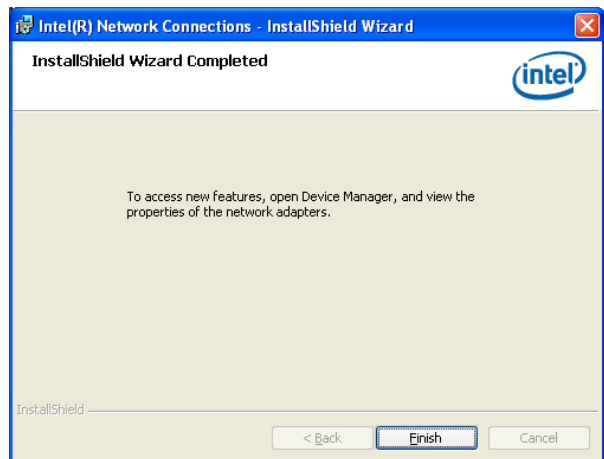 Intel(R) Network Connections - InstallShield Wizard
InstallShield Wizard Completed
intel
To access new features, open Device Manager, and view the
properties of the network adapters.
InstallShield
< Back
Finish
Cancel